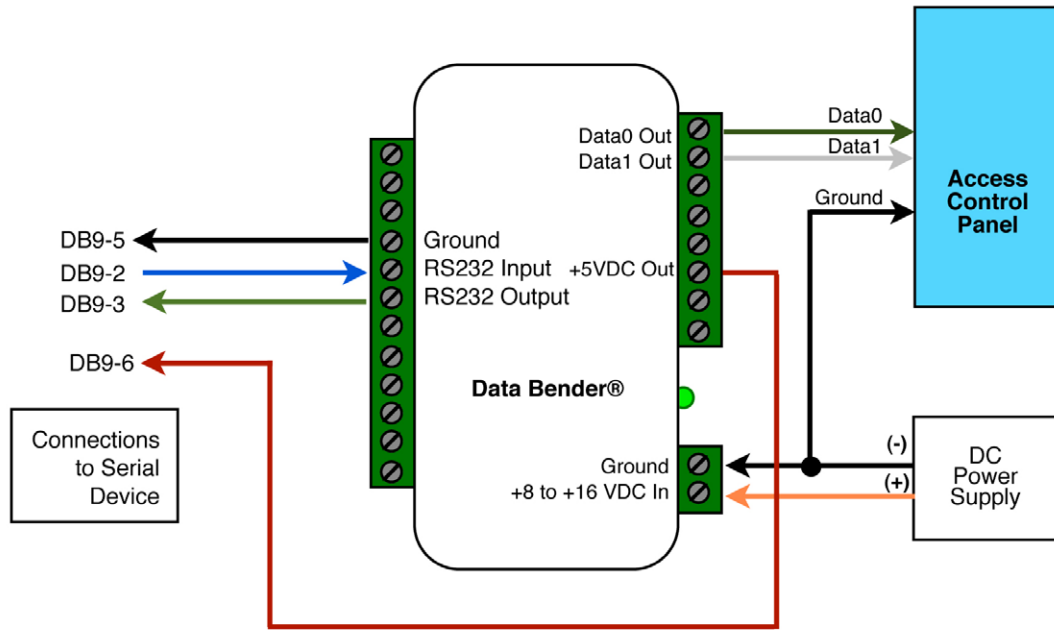 Data0
Data1
Ground
Access
Control
Panel
Data0 Out
Data1 Out
+5VDC Out
DB9-5
DB9-2
DB9-3
DB9-6
Ground
RS232 Input
RS232 Output
Data Bender®
Connections
to Serial
Device
Ground
+8 to +16 VDC In
(-)
(+)
DC
Power
Supply